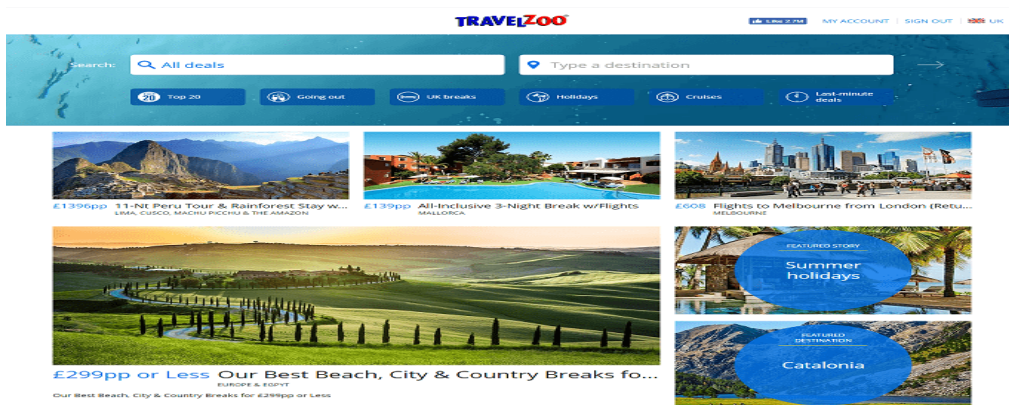 TRAVELZOO
Like 2.7M MY ACCOUNT SIGN OUT UK
Search: All deals Type a destination
20 Top 20 Going out UK breaks Holidays Cruises Last-minute deals
£1396pp 11-Nt Peru Tour & Rainforest Stay w...
LIMA, CUSCO, MACHU PICCHU & THE AMAZON
£139pp All-Inclusive 3-Night Break w/Flights
MALLORCA
£608 Flights to Melbourne from London (Retu...
MELBOURNE
£299pp or Less Our Best Beach, City & Country Breaks fo...
EUROPE & EGPYT
Our Best Beach, City & Country Breaks for £299pp or Less
FEATURED STORY
Summer
holidays
FEATURED
DESTINATION
Catalonia